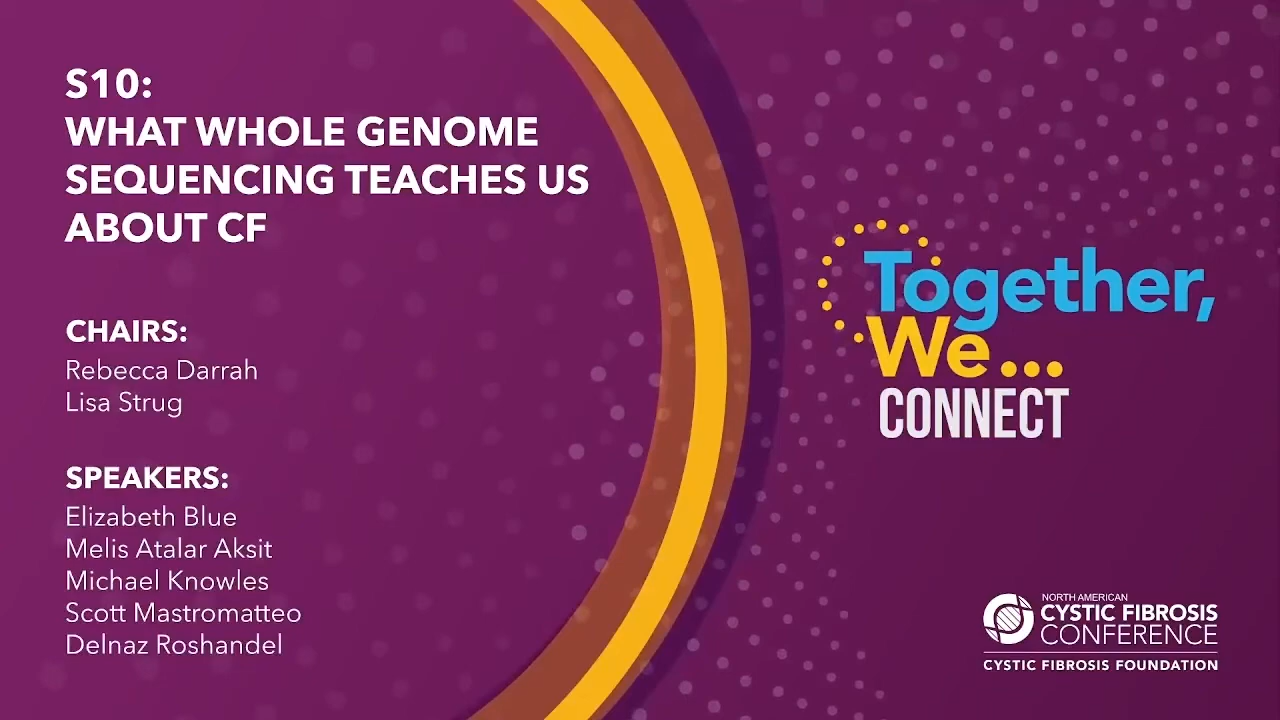 S10:
WHAT WHOLE GENOME
SEQUENCING TEACHES US
ABOUT CF
CHAIRS:
Rebecca Darrah
Lisa Strug
SPEAKERS:
Elizabeth Blue
Melis Atalar Aksit
Michael Knowles
Scott Mastromatteo
Delnaz Roshandel
Together,
We...
CONNECT
NORTH AMERICAN
CYSTIC FIBROSIS
CONFERENCE
CYSTIC FIBROSIS FOUNDATION